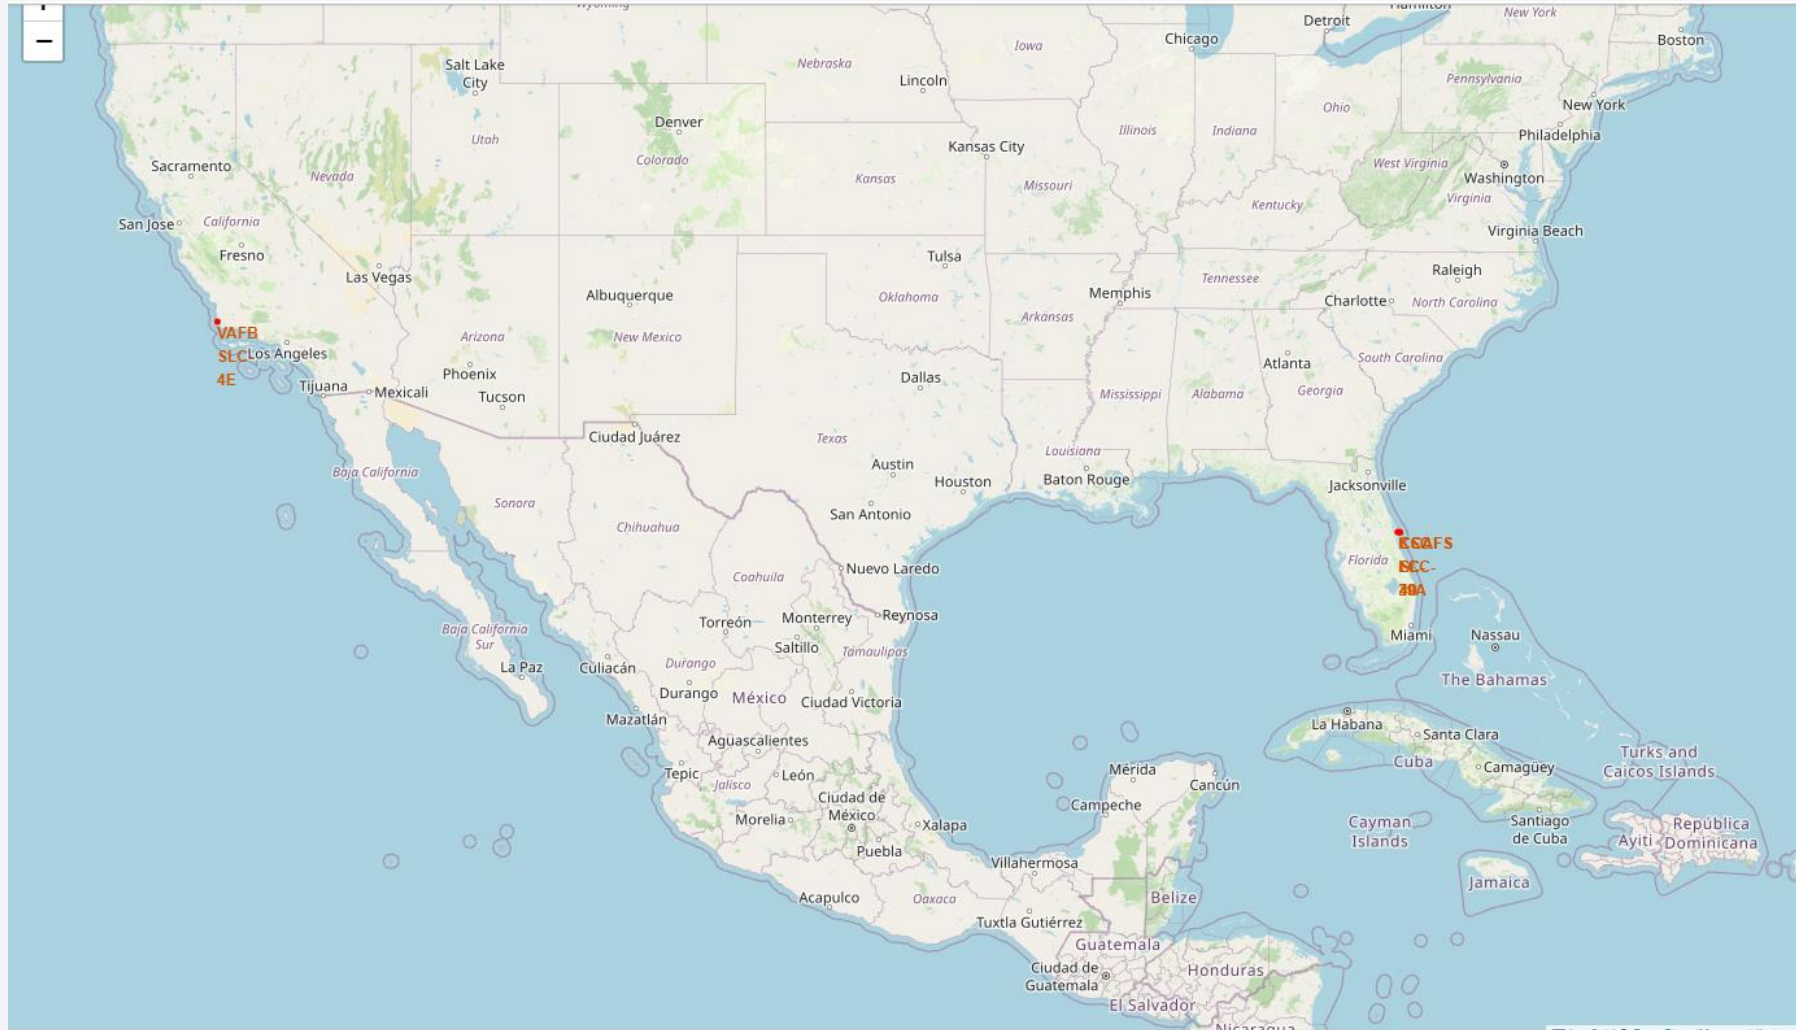 +
−
Wyoming
Hamilton
New York
Detroit
Chicago
Boston
Iowa
Salt Lake
City
Nebraska
Lincoln
Pennsylvania
New York
Ohio
Denver
Philadelphia
Illinois
Indiana
Utah
Kansas City
Colorado
West Virginia
Sacramento
Nevada
Kansas
Missouri
Washington
Virginia
Kentucky
San Jose
California
Virginia Beach
Fresno
Tulsa
Las Vegas
Raleigh
Tennessee
Albuquerque
Oklahoma
Memphis
Charlotte
North Carolina
Arkansas
VAFB
SLC-
4E
Los Angeles
Arizona
New Mexico
South Carolina
Atlanta
Phoenix
Dallas
Tijuana
Mexicali
Tucson
Mississippi
Alabama
Georgia
Ciudad Juárez
Texas
Louisiana
Baja California
Austin
Houston
Baton Rouge
Jacksonville
Sonora
San Antonio
Chihuahua
Florida
Nuevo Laredo
Coahuila
Torreón
Monterrey
Reynosa
Baja California
Sur
Saltillo
Tamaulipas
Miami
Nassau
La Paz
Culiacán
Durango
The Bahamas
Durango
México
Ciudad Victoria
Mazatlán
La Habana
Santa Clara
Aguascalientes
Turks and
Caicos Islands
Tepic
León
Mérida
Cuba
Camagüey
Jalisco
Cancún
Ciudad de
México
Campeche
Morelia
Xalapa
Cayman
Islands
Santiago
de Cuba
República
Dominicana
Ayiti
Puebla
Villahermosa
Jamaica
Acapulco
Oaxaca
Belize
Tuxtla Gutiérrez
Guatemala
Ciudad de
Guatemala
Honduras
El Salvador
Nicaragua